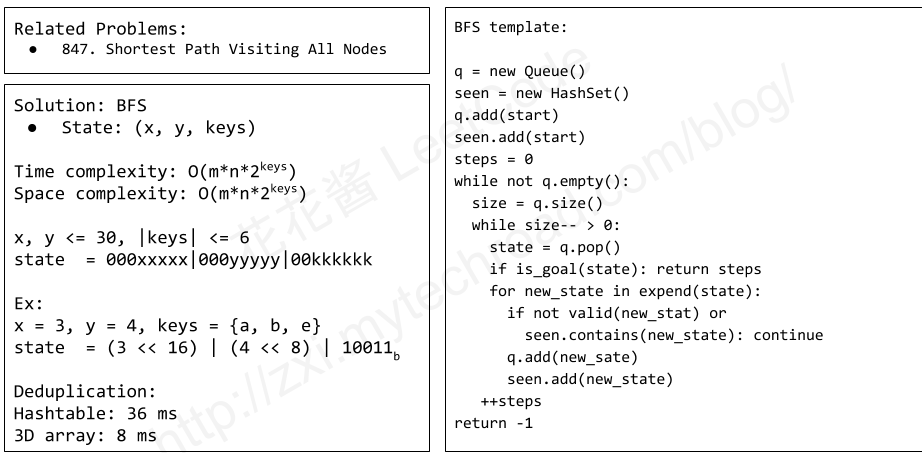 Related Problems:
● 847. Shortest Path Visiting All Nodes
Solution: BFS
● State: (x, y, keys)
Time complexity: O(m*n*2^keys)
Space complexity: O(m*n*2^keys)
x, y <= 30, |keys| <= 6
state = 000xxxxx|000yyyyy|00kkkkkk
Ex:
x = 3, y = 4, keys = {a, b, e}
state = (3 << 16) | (4 << 8) | 10011b
Deduplication:
Hashtable: 36 ms
3D array: 8 ms
BFS template:
q = new Queue()
seen = new HashSet()
q.add(start)
seen.add(start)
steps = 0
while not q.empty():
size = q.size()
while size-- > 0:
state = q.pop()
if is_goal(state): return steps
for new_state in expend(state):
if not valid(new_stat) or
seen.contains(new_state): continue
q.add(new_sate)
seen.add(new_state)
++steps
return -1
花花酱 LeetCode
http://zxi.mytechroad.com/blog/